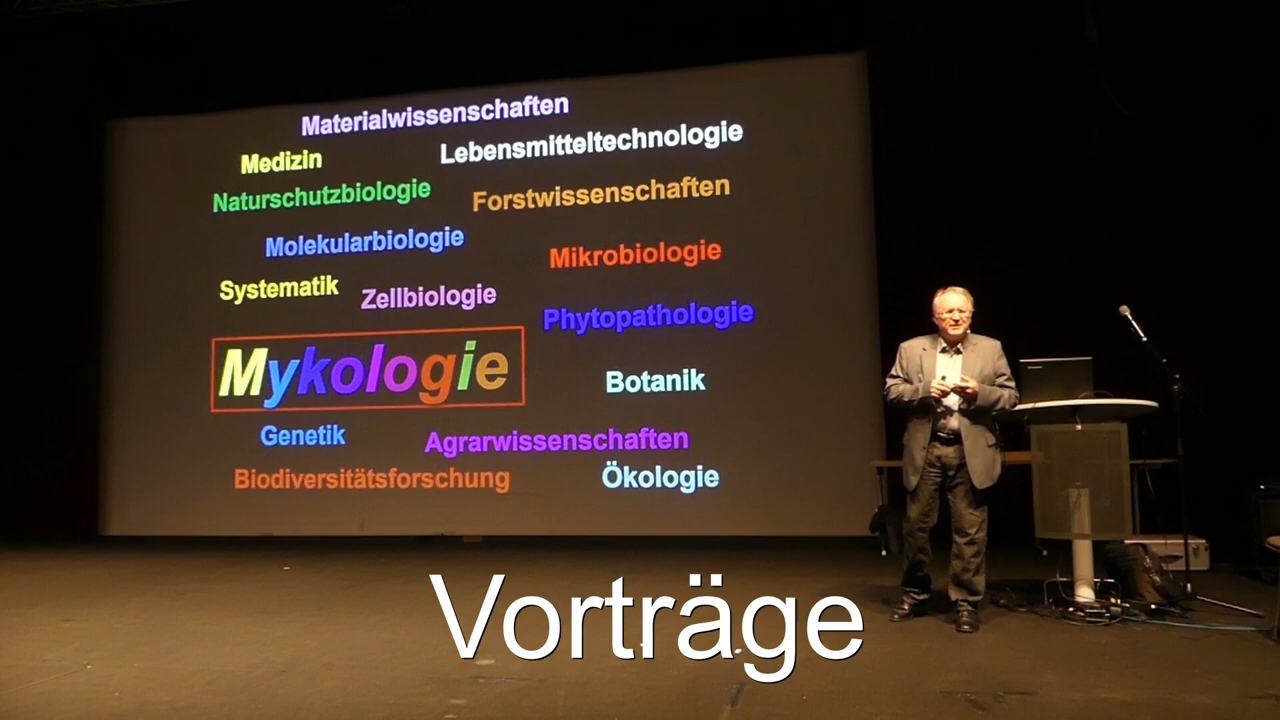 Materialwissenschaften
Medizin
Lebensmitteltechnologie
Naturschutzbiologie
Forstwissenschaften
Molekularbiologie
Mikrobiologie
Systematik
Zellbiologie
Phytopathologie
Mykologie
Botanik
Genetik
Agrarwissenschaften
Biodiversitätsforschung
Ökologie
Vorträge